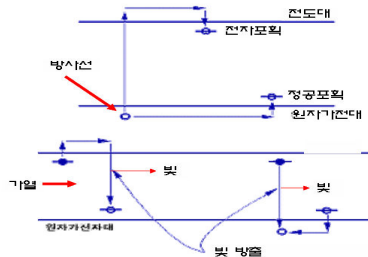 전도대
전자포획
방사선
정공포획
원자가전대
빛
빛
가열
원자가전자대
빛 방출